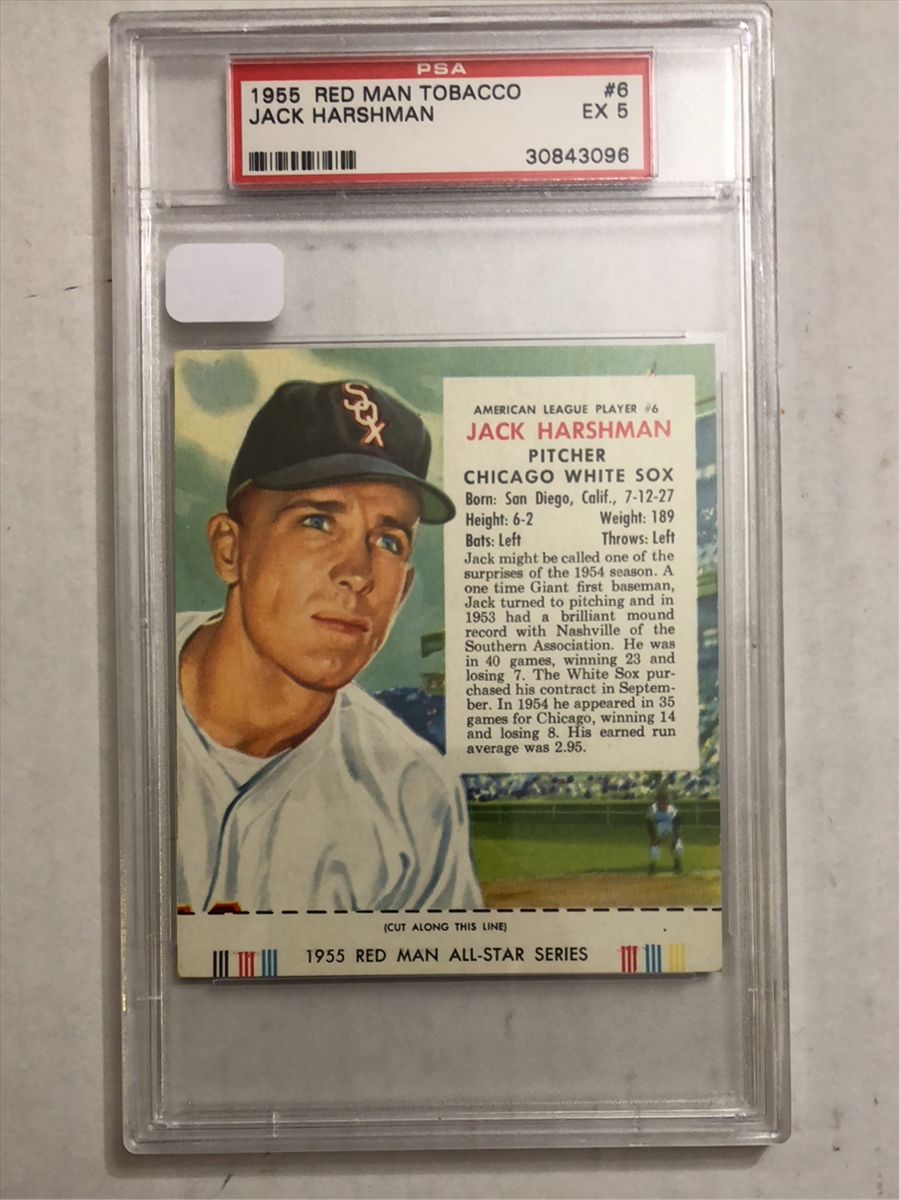 PSA
1955 RED MAN TOBACCO #6
JACK HARSHMAN EX 5
30843096
SOX
AMERICAN LEAGUE PLAYER #6
JACK HARSHMAN
PITCHER
CHICAGO WHITE SOX
Born: San Diego, Calif., 7-12-27
Height: 6-2 Weight: 189
Bats: Left Throws: Left
Jack might be called one of the
surprises of the 1954 season. A
one time Giant first baseman,
Jack turned to pitching and in
1953 had a brilliant mound
record with Nashville of the
Southern Association. He was
in 40 games, winning 23 and
losing 7. The White Sox pur-
chased his contract in Septem-
ber. In 1954 he appeared in 35
games for Chicago, winning 14
and losing 8. His earned run
average was 2.95.
(CUT ALONG THIS LINE)
1955 RED MAN ALL-STAR SERIES